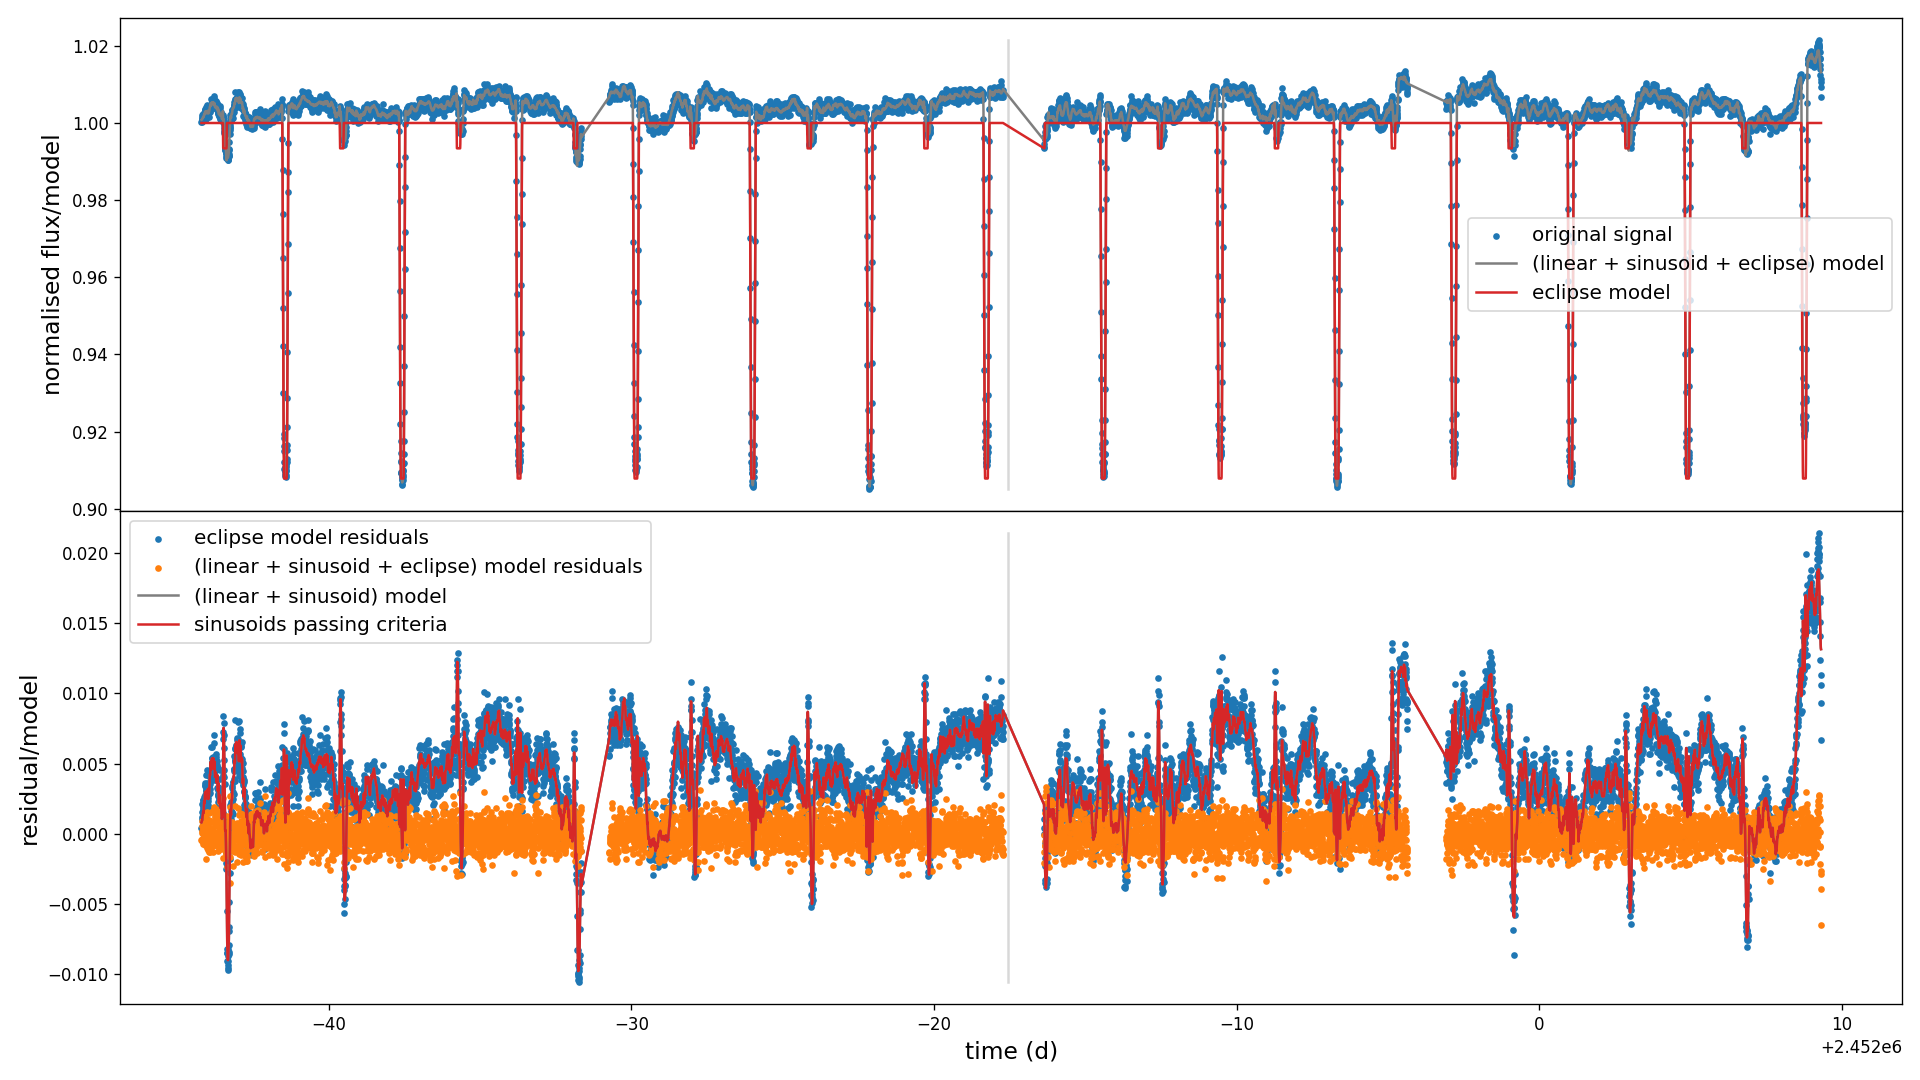 normalised flux/model
1.02
1.00
0.98
0.96
0.94
0.92
0.90
original signal
(linear + sinusoid + eclipse) model
eclipse model
residual/model
0.020
0.015
0.010
0.005
0.000
−0.005
−0.010
eclipse model residuals
(linear + sinusoid + eclipse) model residuals
(linear + sinusoid) model
sinusoids passing criteria
−40
−30
−20
−10
0
10
time (d)
+2.452e6